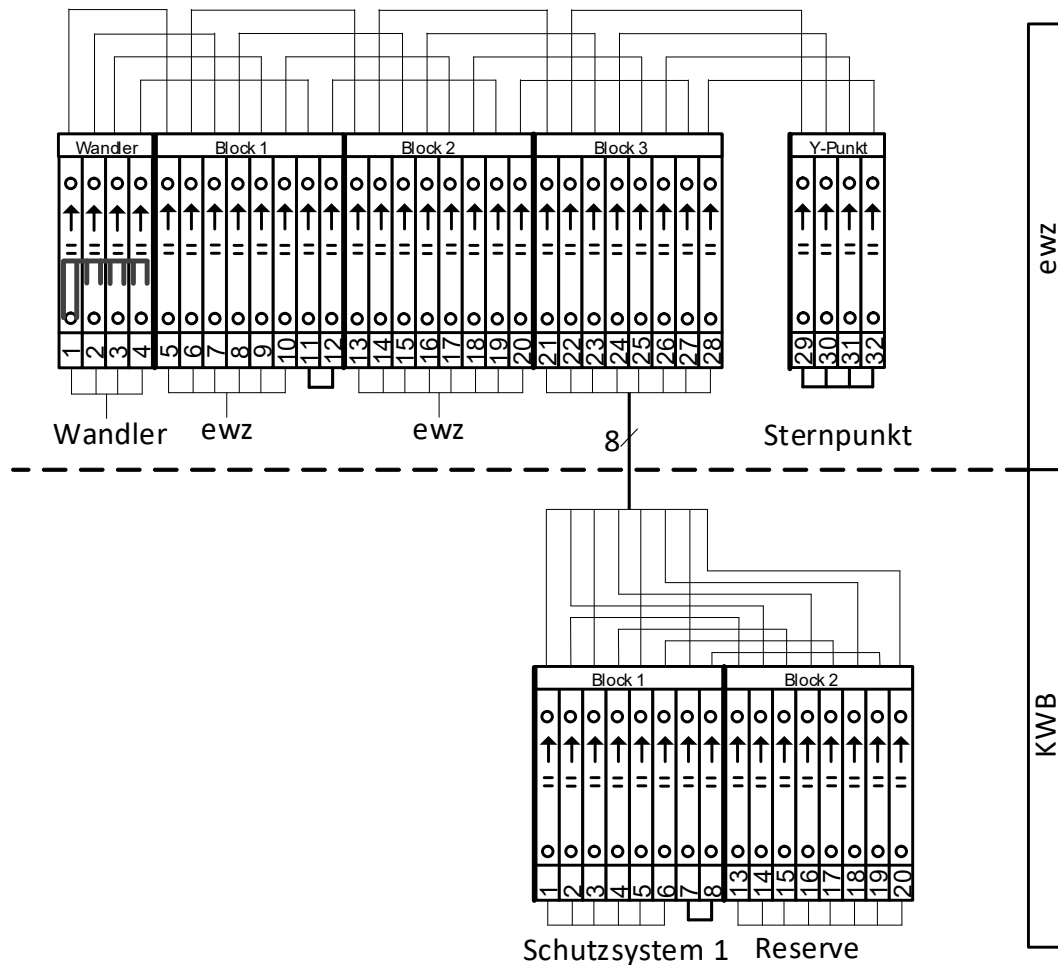 Wandler Block 1 Block 2 Block 3 Y-Punkt
1 2 3 4 5 6 7 8 9 10 11 12 13 14 15 16 17 18 19 20 21 22 23 24 25 26 27 28 29 30 31 32
Wandler ewz ewz 8 Sternpunkt
ewz
Block 1 Block 2
1 2 3 4 5 6 7 8 13 14 15 16 17 18 19 20
Schutzsystem 1 Reserve
KWB